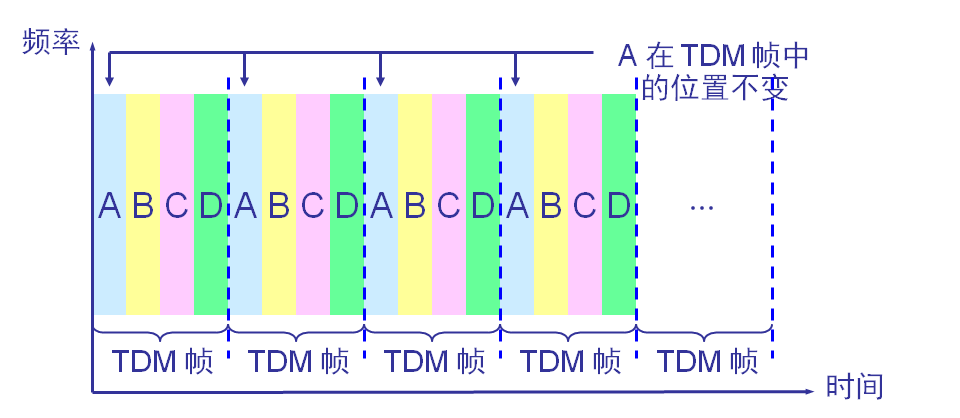 频率
A 在 TDM 帧中
的位置不变
A B C D A B C D A B C D A B C D ...
TDM 帧 TDM 帧 TDM 帧 TDM 帧 TDM 帧
时间